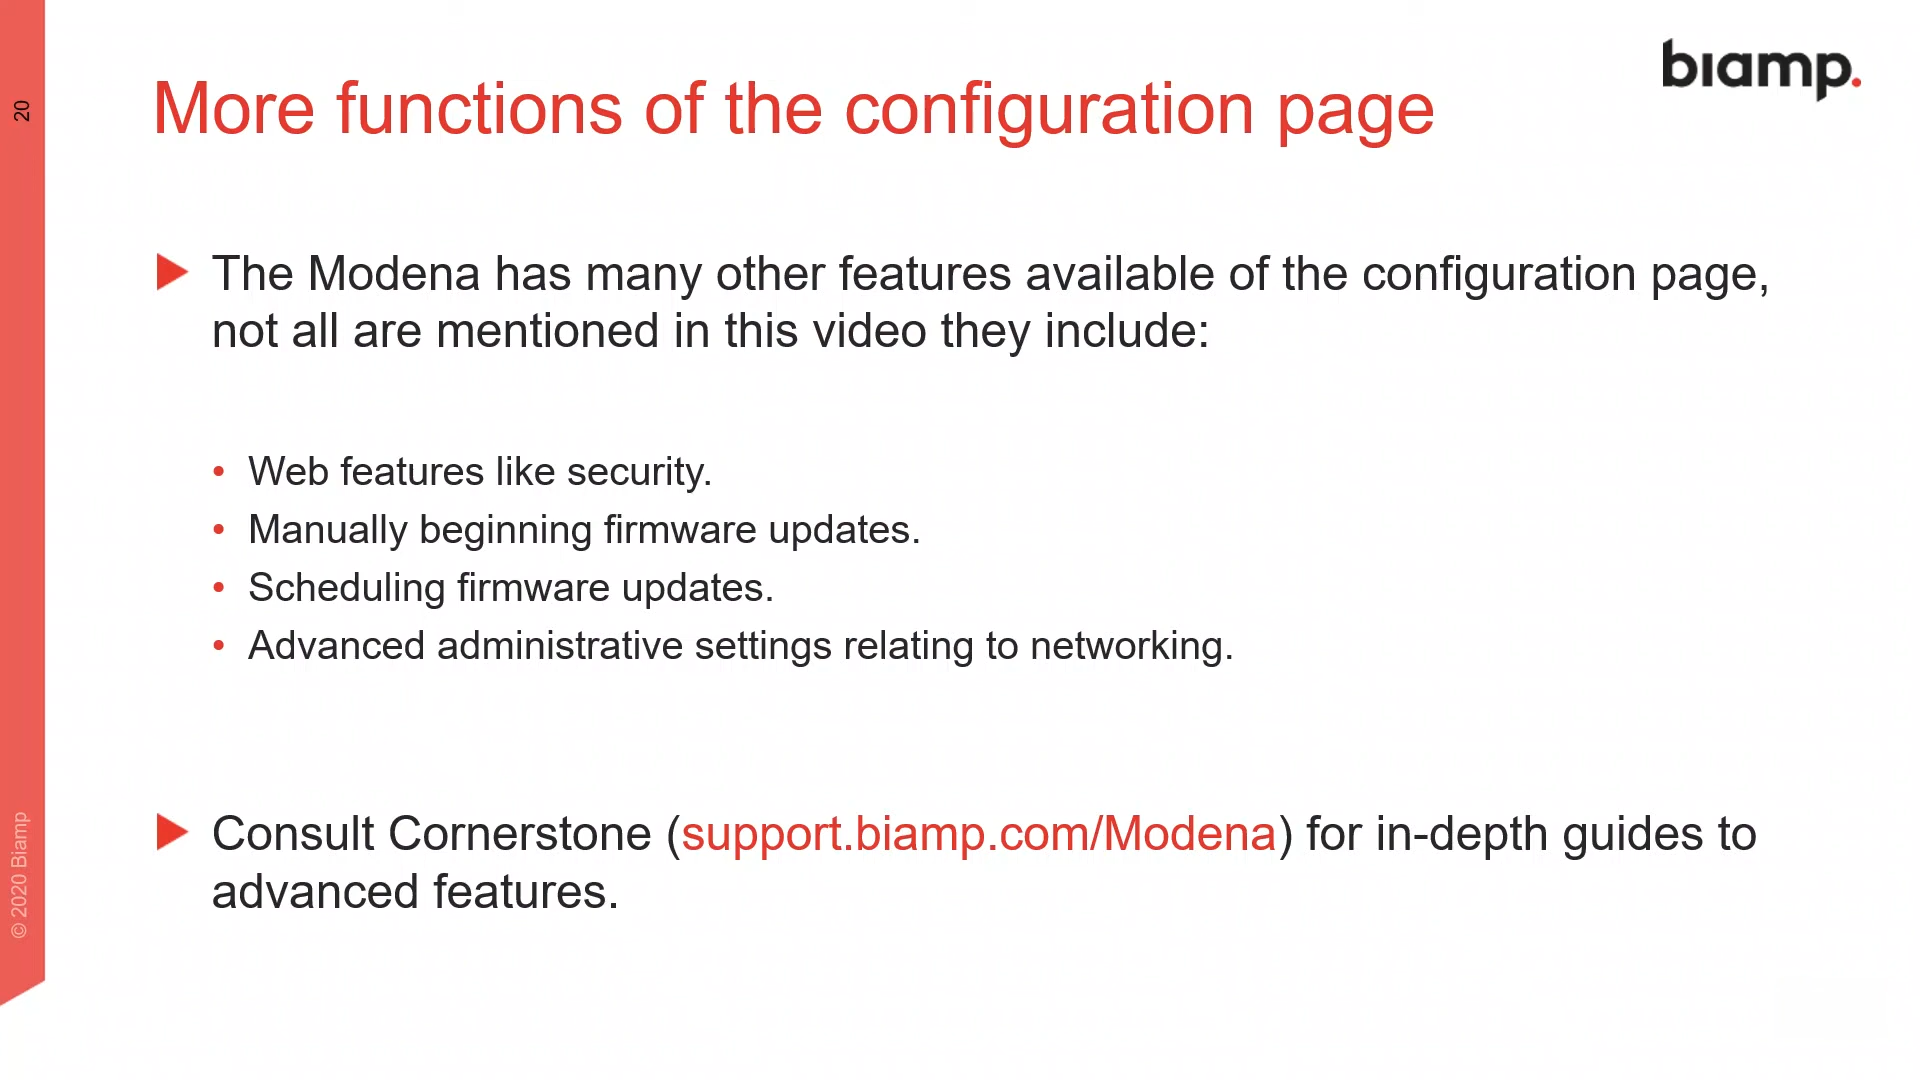 20
biamp.
More functions of the configuration page
The Modena has many other features available of the configuration page,
not all are mentioned in this video they include:
• Web features like security.
• Manually beginning firmware updates.
• Scheduling firmware updates.
• Advanced administrative settings relating to networking.
Consult Cornerstone (support.biamp.com/Modena) for in-depth guides to
advanced features.
© 2020 Biamp